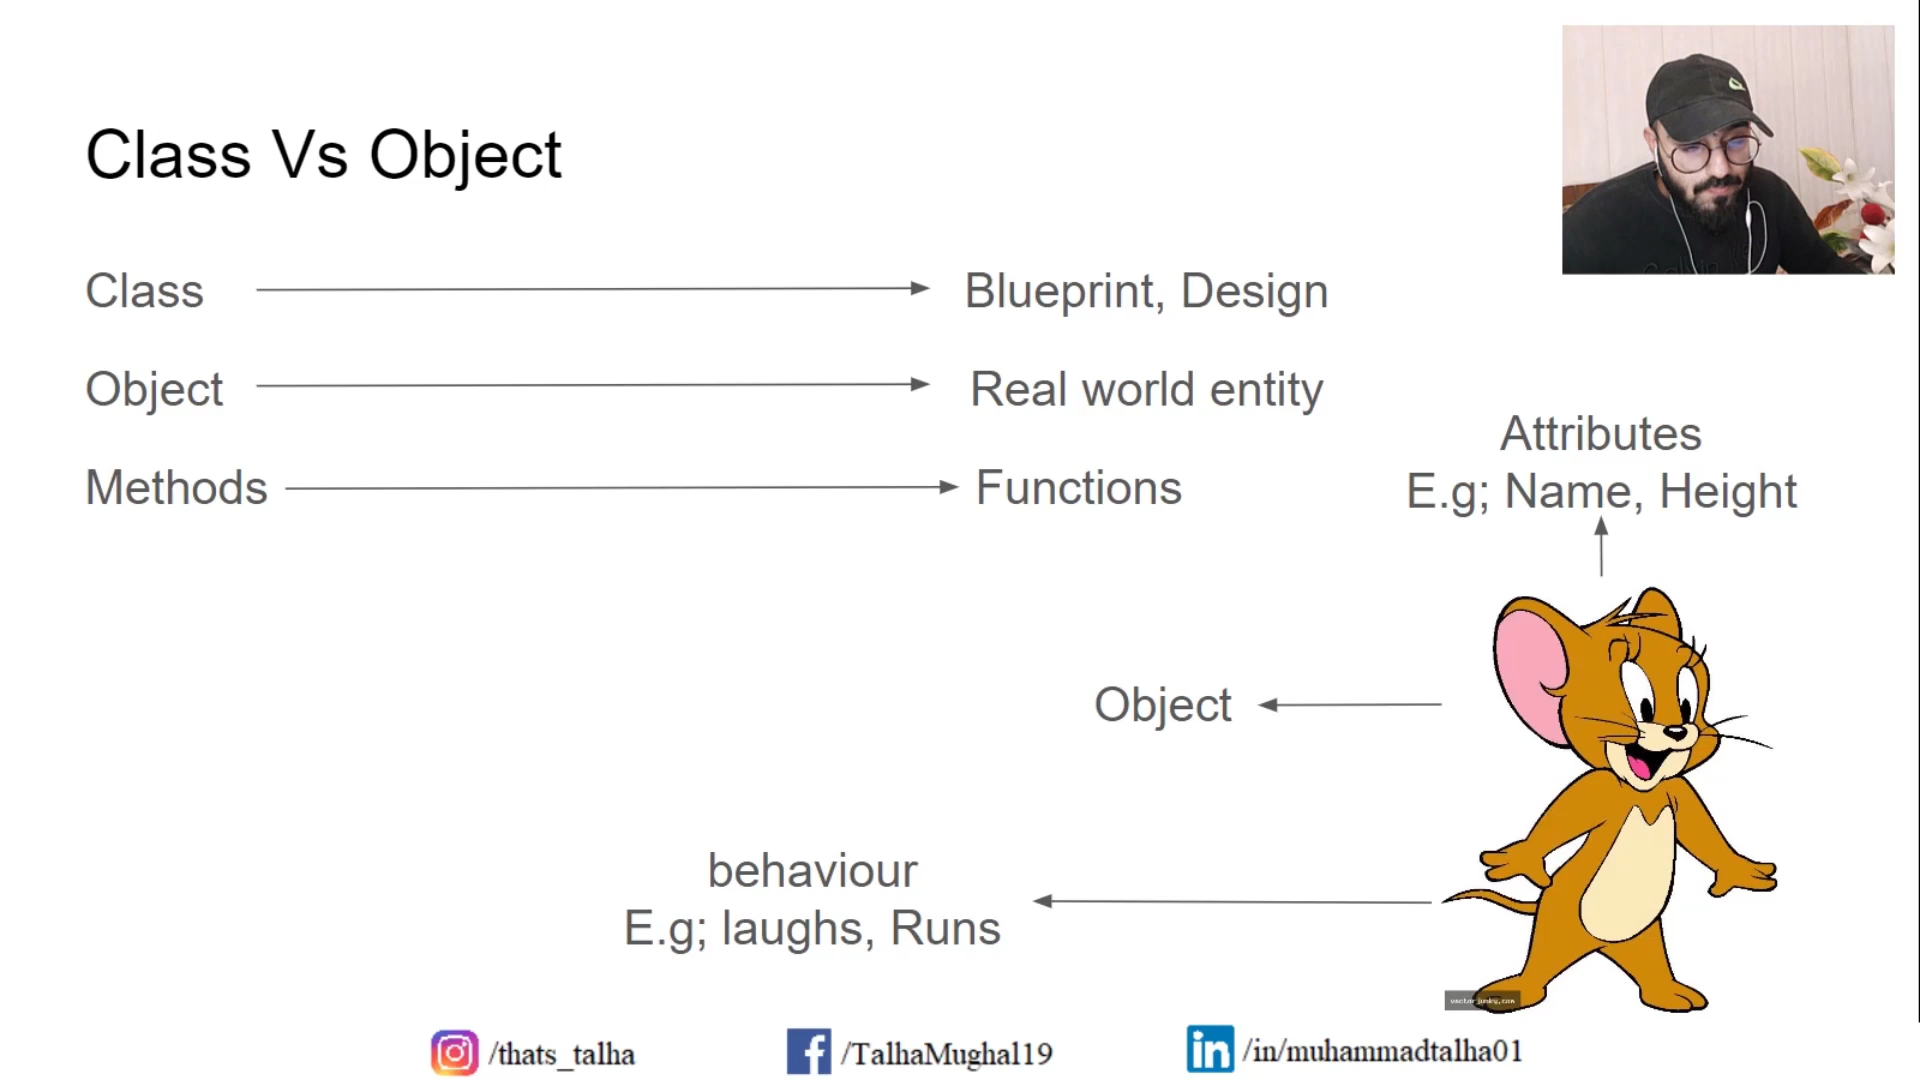 Class Vs Object
Class
Blueprint, Design
Object
Real world entity
Methods
Functions
Attributes
E.g; Name, Height
Object
behaviour
E.g; laughs, Runs
/thats_talha
/TalhaMughal19
/in/muhammadtalha01